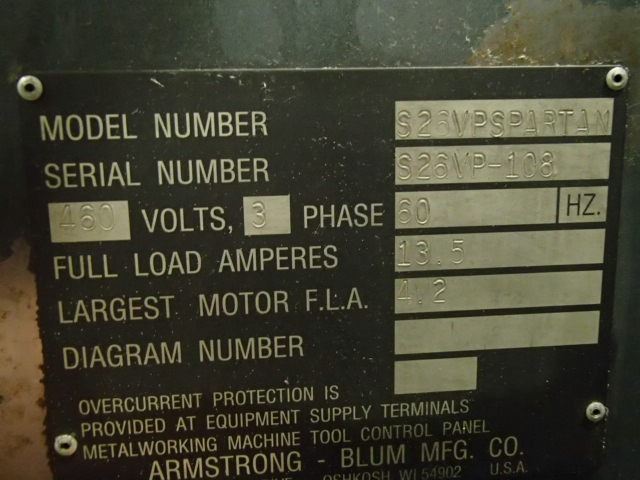 MODEL NUMBER S26VPSPARTAN
SERIAL NUMBER S26VP-108
460 VOLTS, 3 PHASE 60 HZ.
FULL LOAD AMPERES 13.5
LARGEST MOTOR F.L.A. 4.2
DIAGRAM NUMBER
OVERCURRENT PROTECTION IS
PROVIDED AT EQUIPMENT SUPPLY TERMINALS
METALWORKING MACHINE TOOL CONTROL PANEL
ARMSTRONG - BLUM MFG. CO.
OSHKOSH, WI 54902 U.S.A.